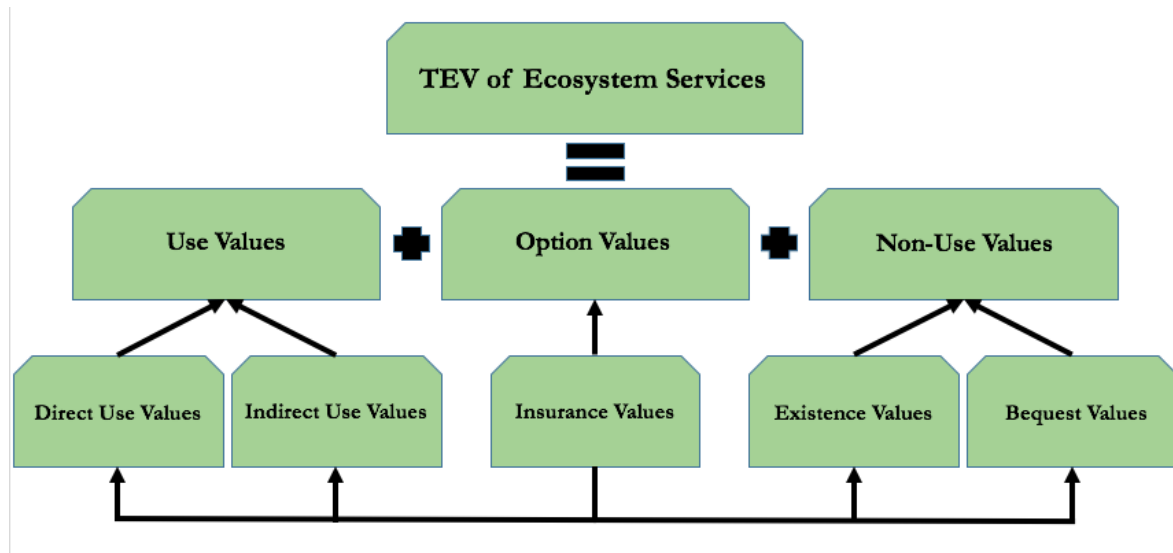 TEV of Ecosystem Services
Use Values
Option Values
Non-Use Values
Direct Use Values
Indirect Use Values
Insurance Values
Existence Values
Bequest Values